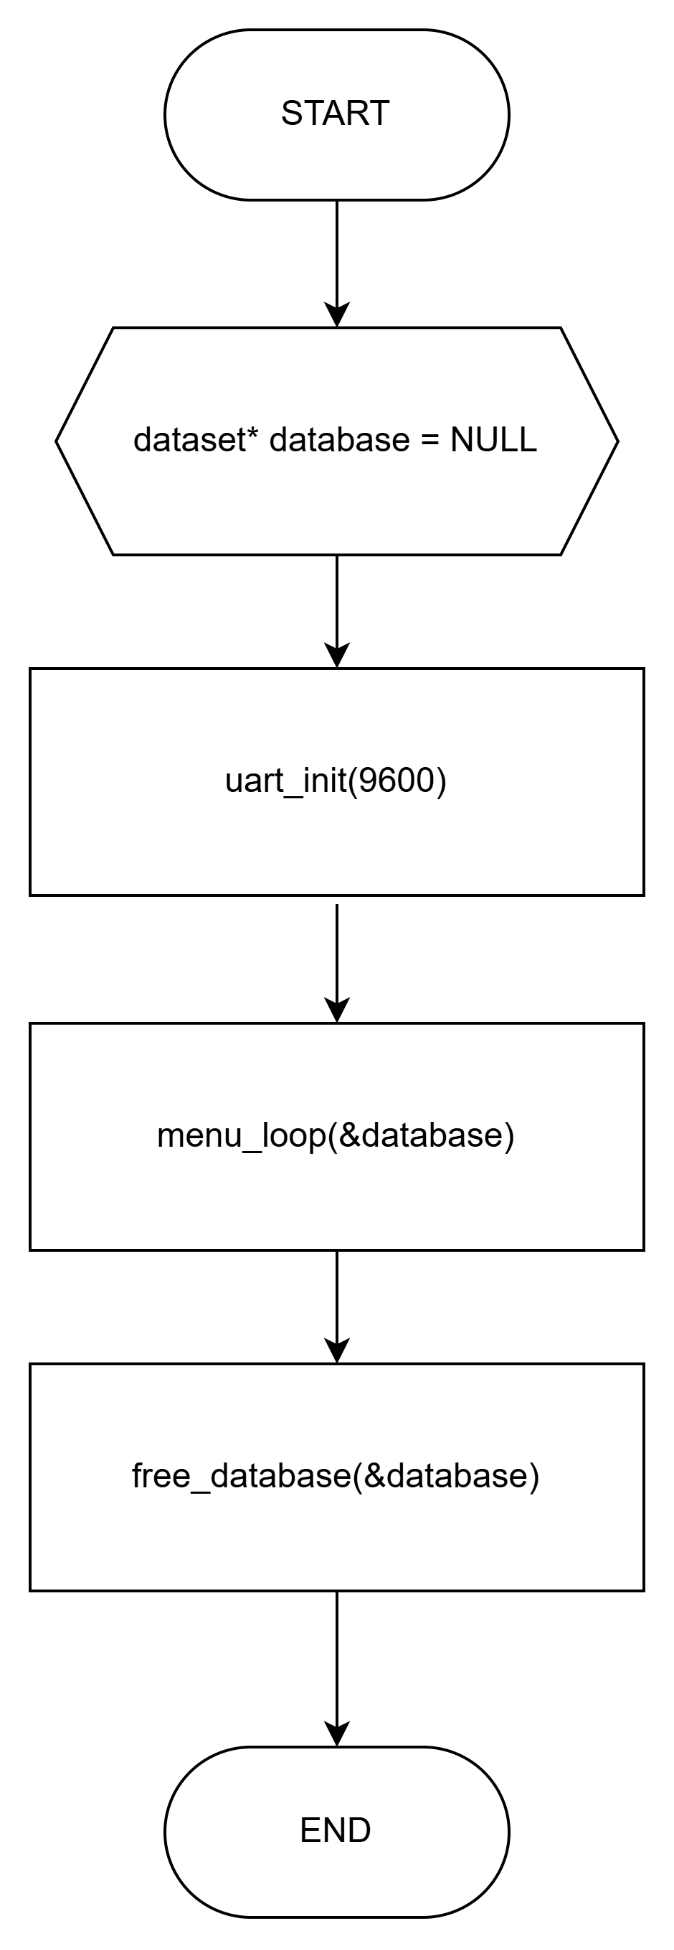 START
dataset* database = NULL
uart_init(9600)
menu_loop(&database)
free_database(&database)
END